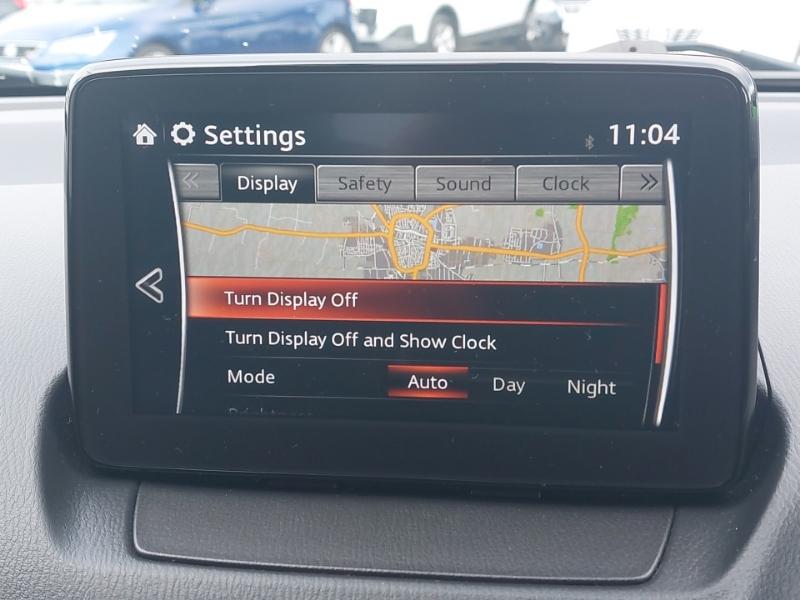 Settings 11:04
Display Safety Sound Clock
Turn Display Off
Turn Display Off and Show Clock
Mode Auto Day Night